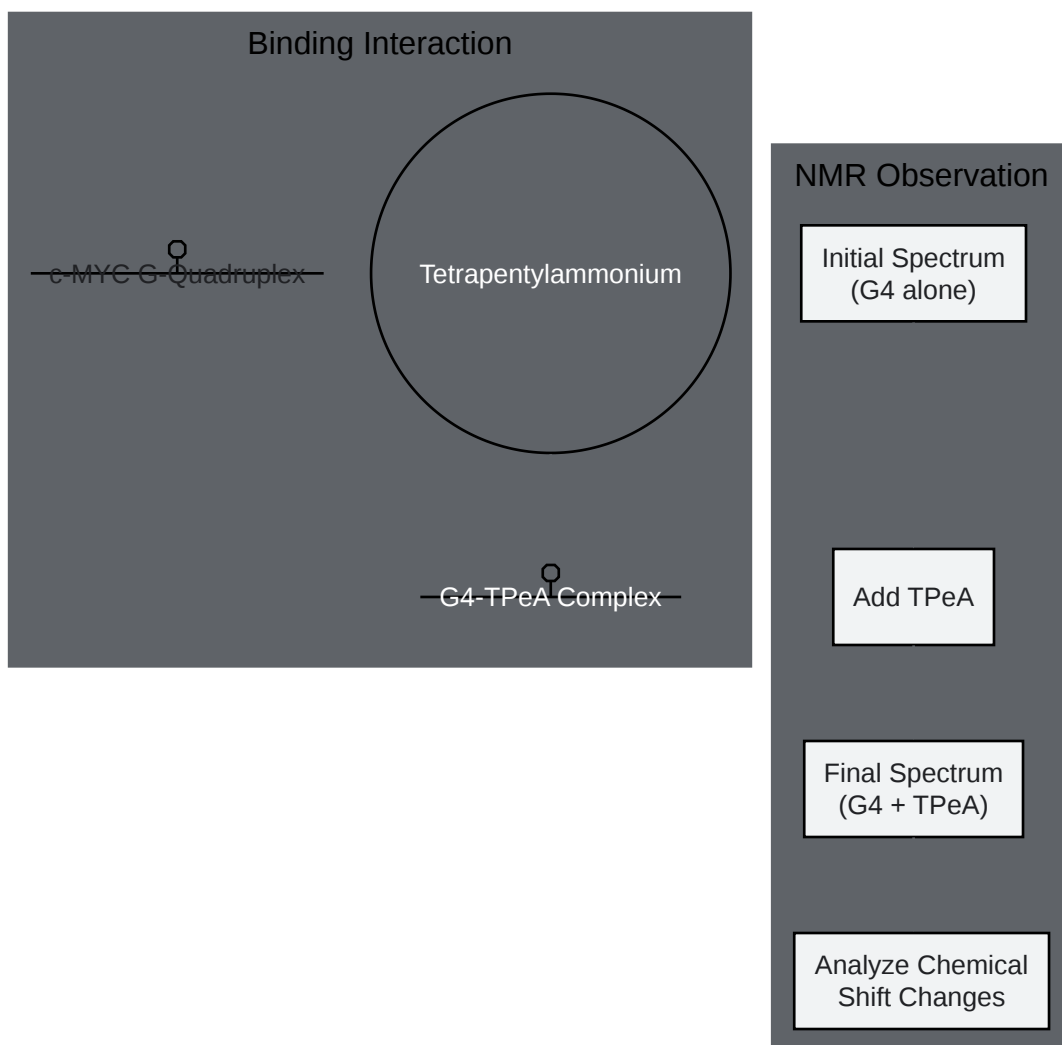 Binding Interaction
c-MYC G-Quadruplex
Tetrapentylammonium
G4-TPeA Complex
NMR Observation
Initial Spectrum
(G4 alone)
Add TPeA
Final Spectrum
(G4 + TPeA)
Analyze Chemical
Shift Changes